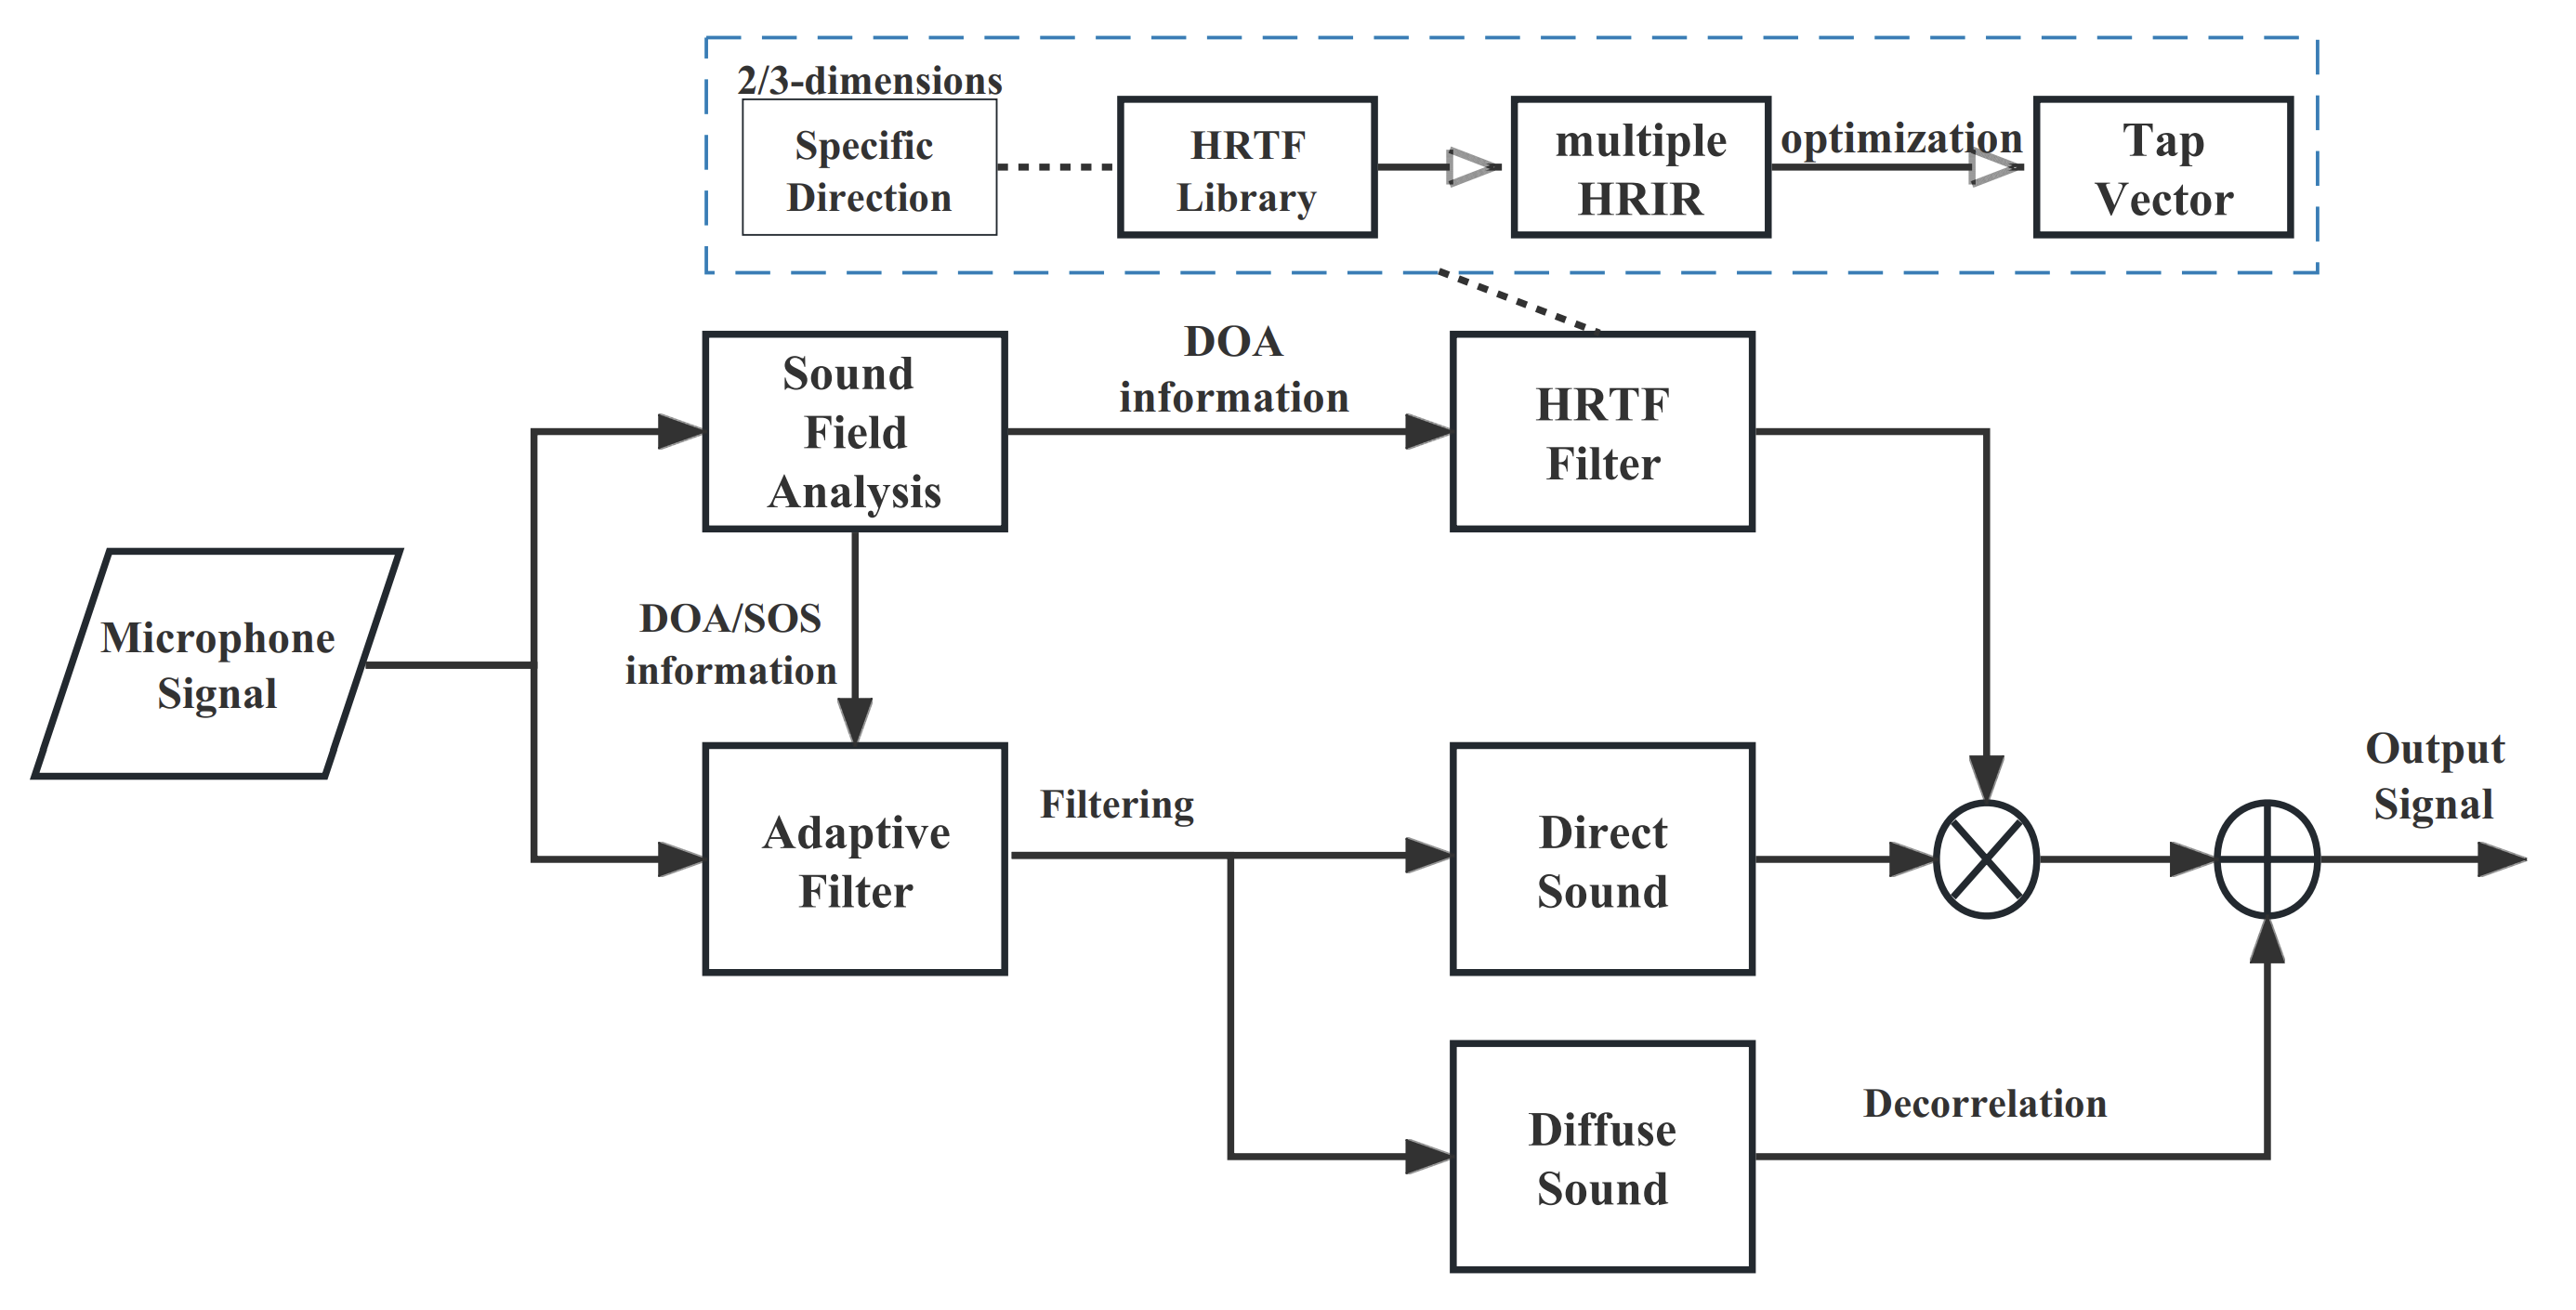 2/3-dimensions
Specific
Direction
HRTF
Library
multiple
HRIR
optimization
Tap
Vector
Sound
Field
Analysis
DOA
information
HRTF
Filter
Microphone
Signal
DOA/SOS
information
Adaptive
Filter
Filtering
Direct
Sound
Output
Signal
Diffuse
Sound
Decorrelation